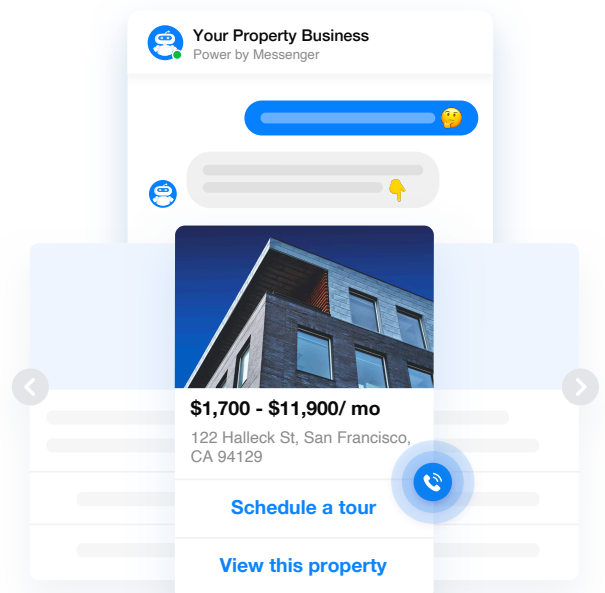 Your Property Business
Power by Messenger
$1,700 - $11,900/ mo
122 Halleck St, San Francisco,
CA 94129
Schedule a tour
View this property